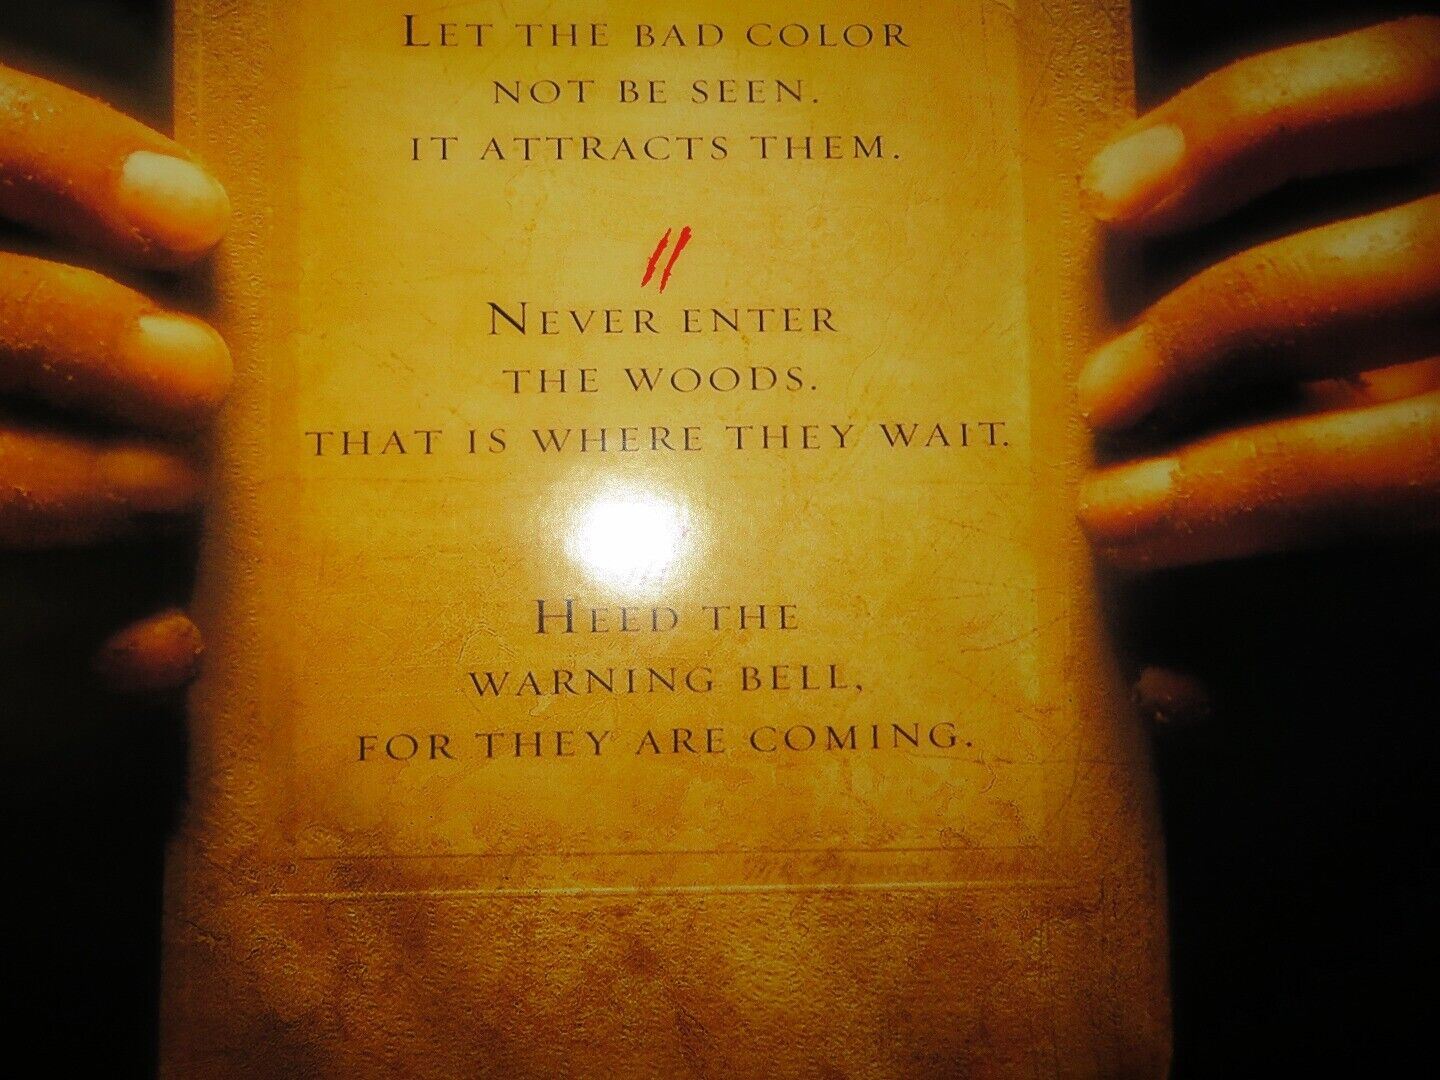 LET THE BAD COLOR
NOT BE SEEN.
IT ATTRACTS THEM.
NEVER ENTER
THE WOODS.
THAT IS WHERE THEY WAIT.
HEED THE
WARNING BELL,
FOR THEY ARE COMING.